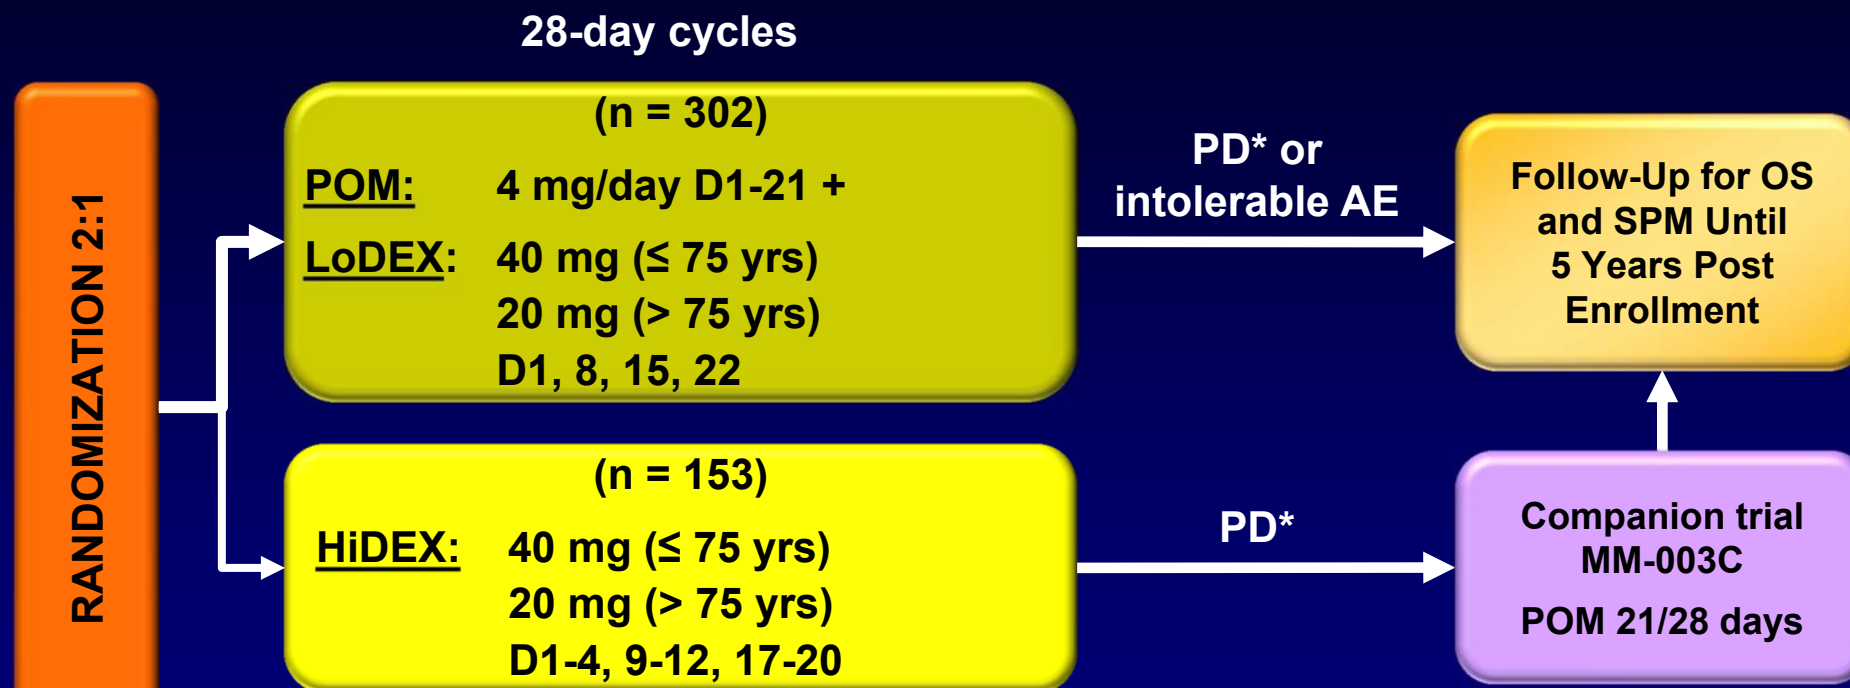 28-day cycles
RANDOMIZATION 2:1
(n = 302)
POM: 4 mg/day D1-21 +
LoDEX: 40 mg (≤ 75 yrs)
20 mg (> 75 yrs)
D1, 8, 15, 22
PD* or
intolerable AE
Follow-Up for OS
and SPM Until
5 Years Post
Enrollment
(n = 153)
HiDEX: 40 mg (≤ 75 yrs)
20 mg (> 75 yrs)
D1-4, 9-12, 17-20
PD*
Companion trial
MM-003C
POM 21/28 days